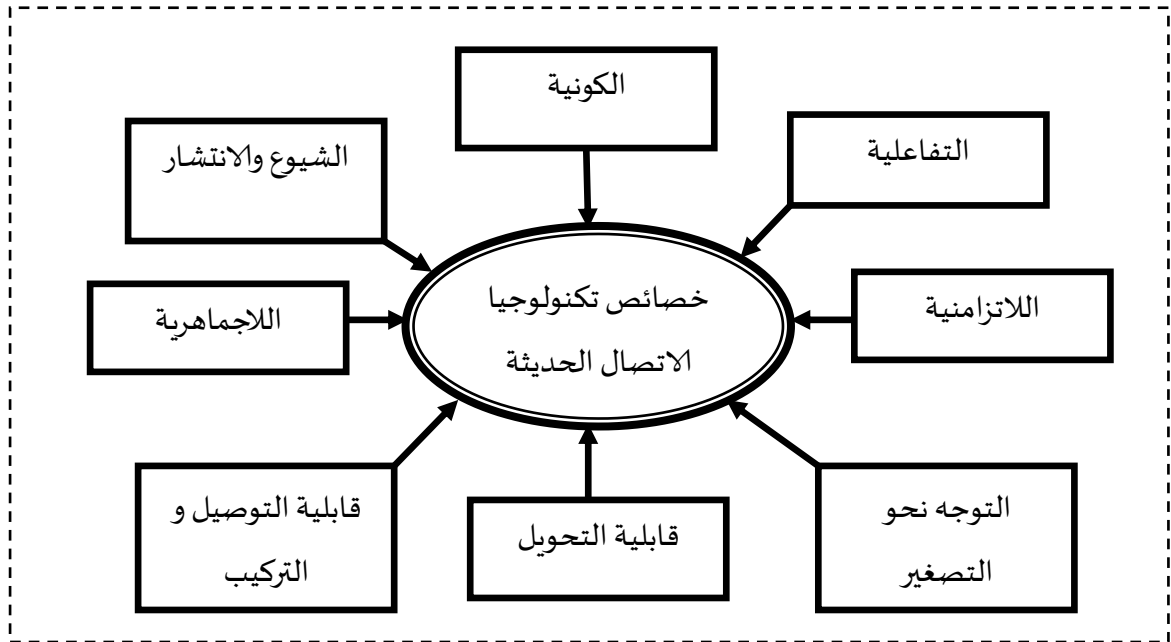 الكونية
التفاعلية
الشيوع والانتشار
خصائص تكنولوجيا
الاتصال الحديثة
اللاتزامنية
اللاجماهرية
التوجه نحو
التصغير
قابلية التحويل
قابلية التوصيل و
التركيب